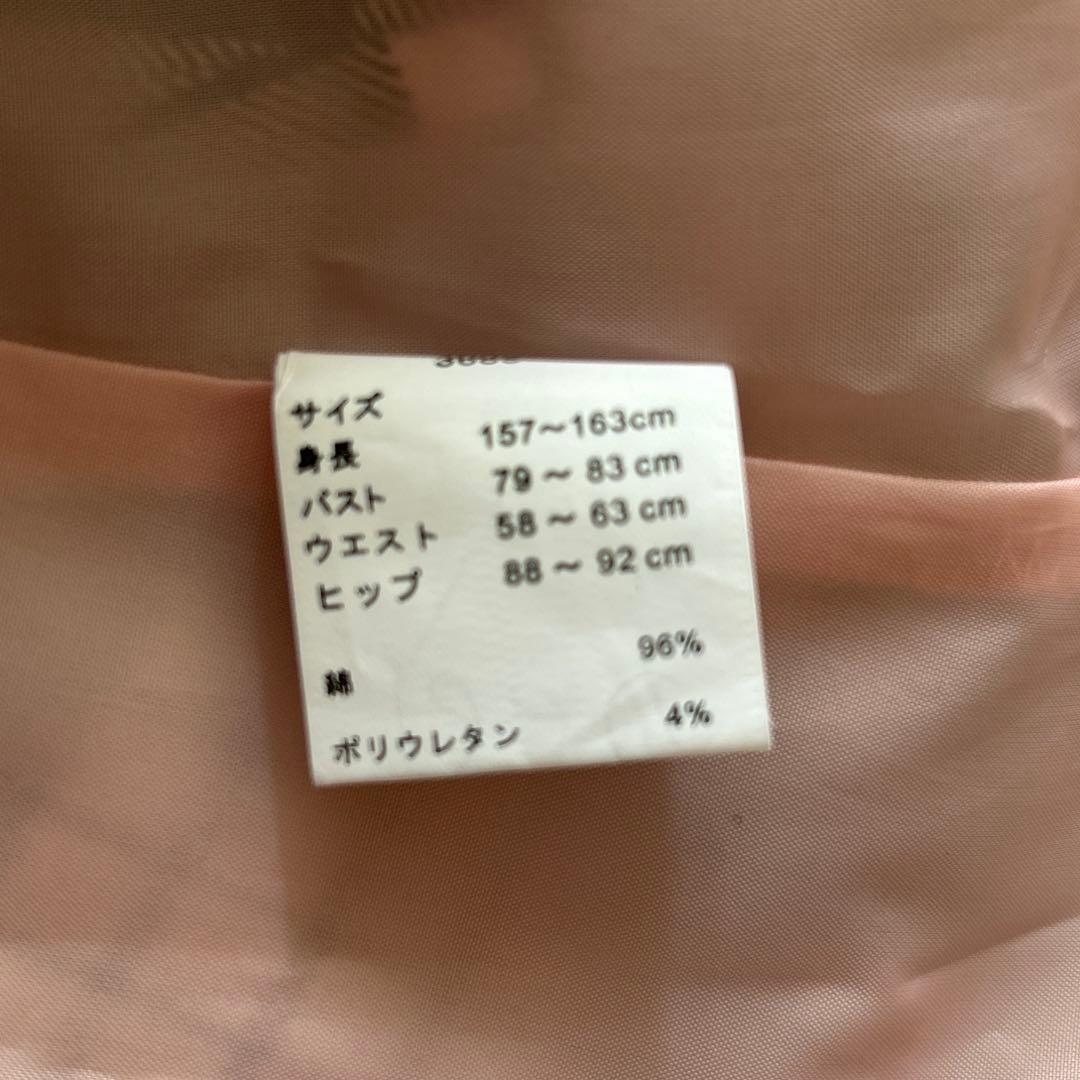 サイズ
身長 157～163cm
バスト 79～83cm
ウエスト 58～63cm
ヒップ 88～92cm
綿 96%
ポリウレタン 4%